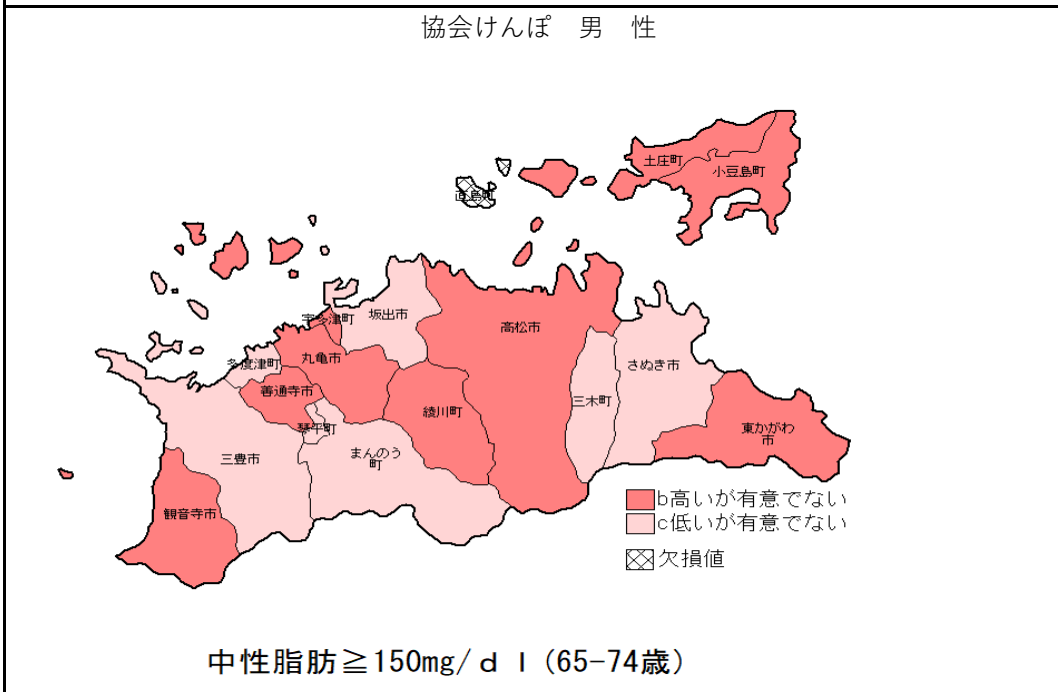 協会けんぽ　男　性
土庄町
小豆島町
直島町
宇多津町
坂出市
高松市
多度津町
丸亀市
さぬき市
善通寺市
三木町
綾川町
琴平町
東かがわ
市
三豊市
まんのう
町
観音寺市
b高いが有意でない
c低いが有意でない
欠損値
中性脂肪≧150mg/ｄｌ(65-74歳)